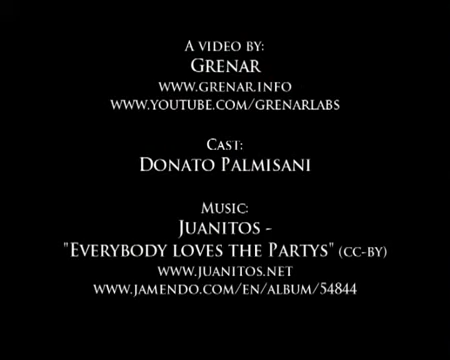 A video by:
Grenar
www.grenar.info
www.youtube.com/grenarlabs
Cast:
Donato Palmisani
Music:
Juanitos -
"Everybody loves the Partys" (cc-by)
www.juanitos.net
www.jamendo.com/en/album/54844